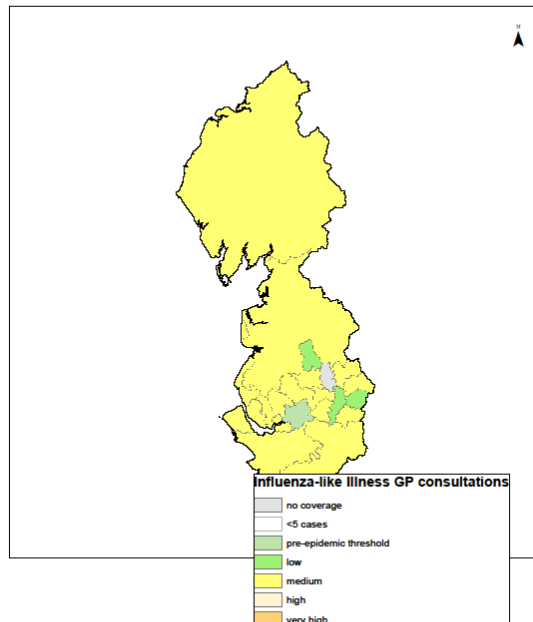 N
Influenza-like Illness GP consultations
no coverage
<5 cases
pre-epidemic threshold
low
medium
high
very high